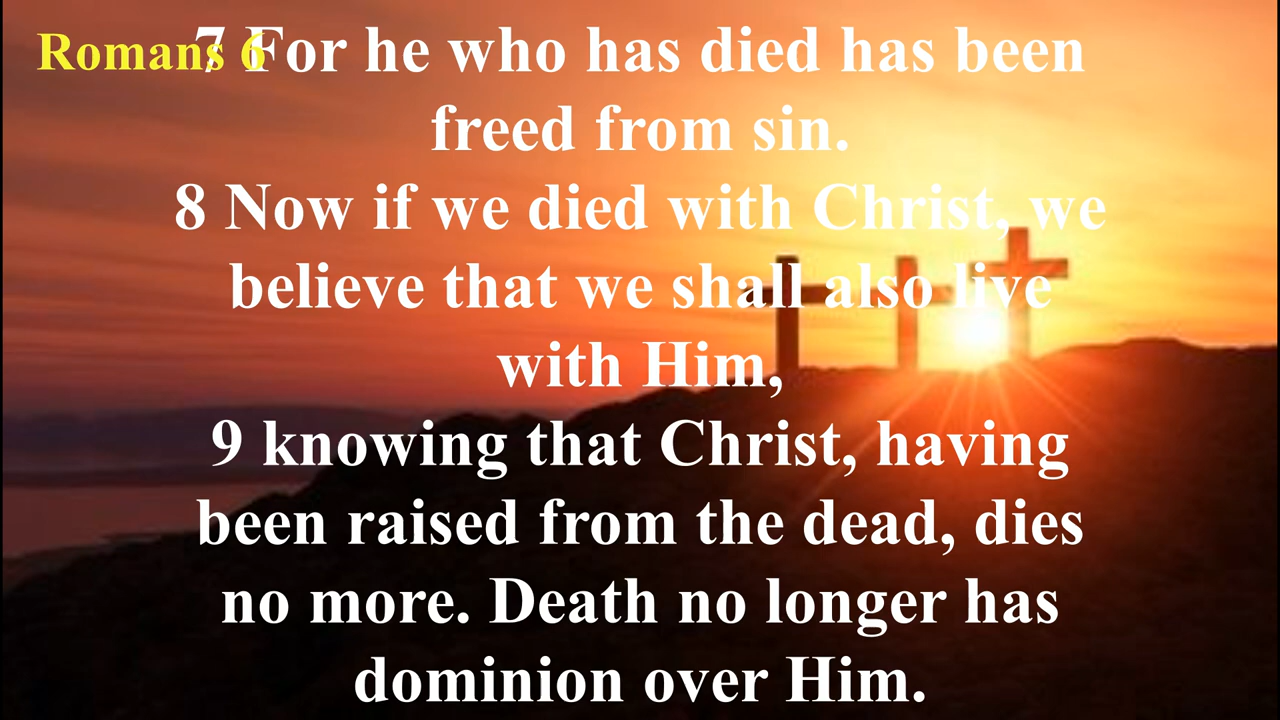 Romans 6
7 For he who has died has been
freed from sin.
8 Now if we died with Christ, we
believe that we shall also live
with Him,
9 knowing that Christ, having
been raised from the dead, dies
no more. Death no longer has
dominion over Him.